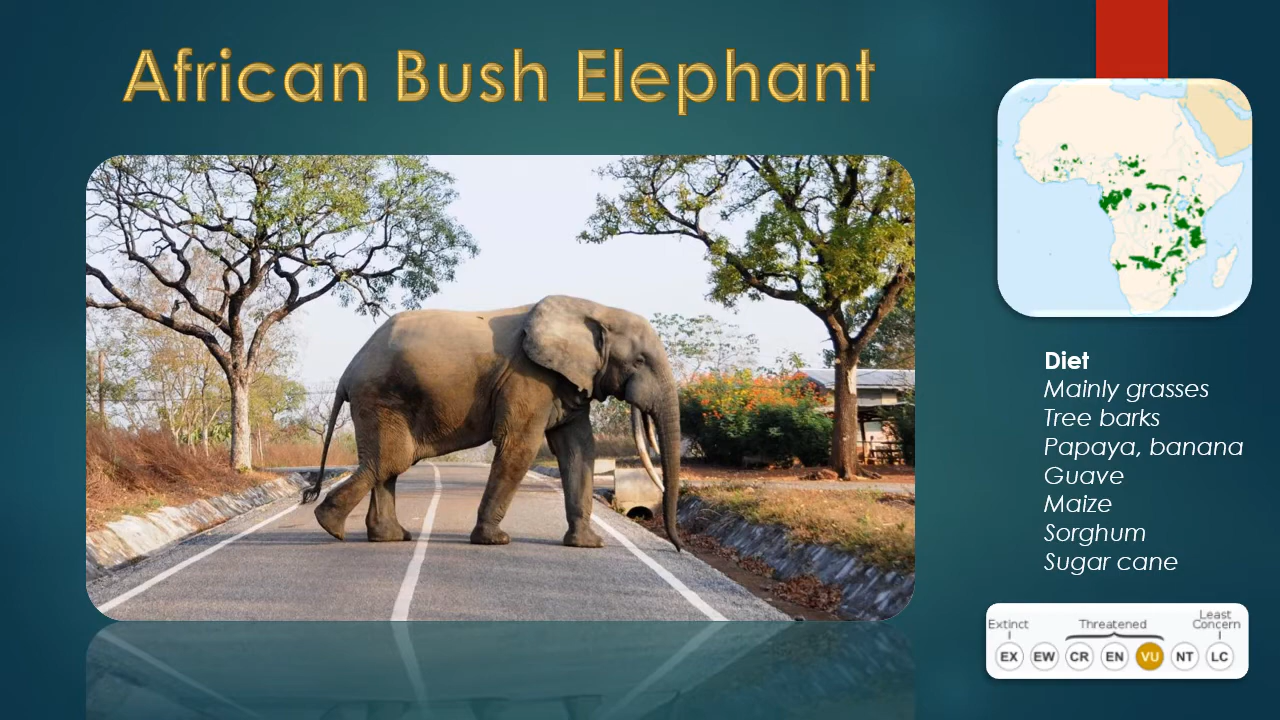 African Bush Elephant
Diet
Mainly grasses
Tree barks
Papaya, banana
Guave
Maize
Sorghum
Sugar cane
Extinct
Threatened
Least
Concern
EX EW CR EN VU NT LC